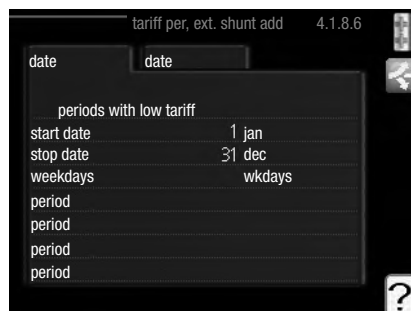 tariff per, ext. shunt add 4.1.8.6
date date
periods with low tariff
start date 1 jan
stop date 31 dec
weekdays wkdays
period
period
period
period
?